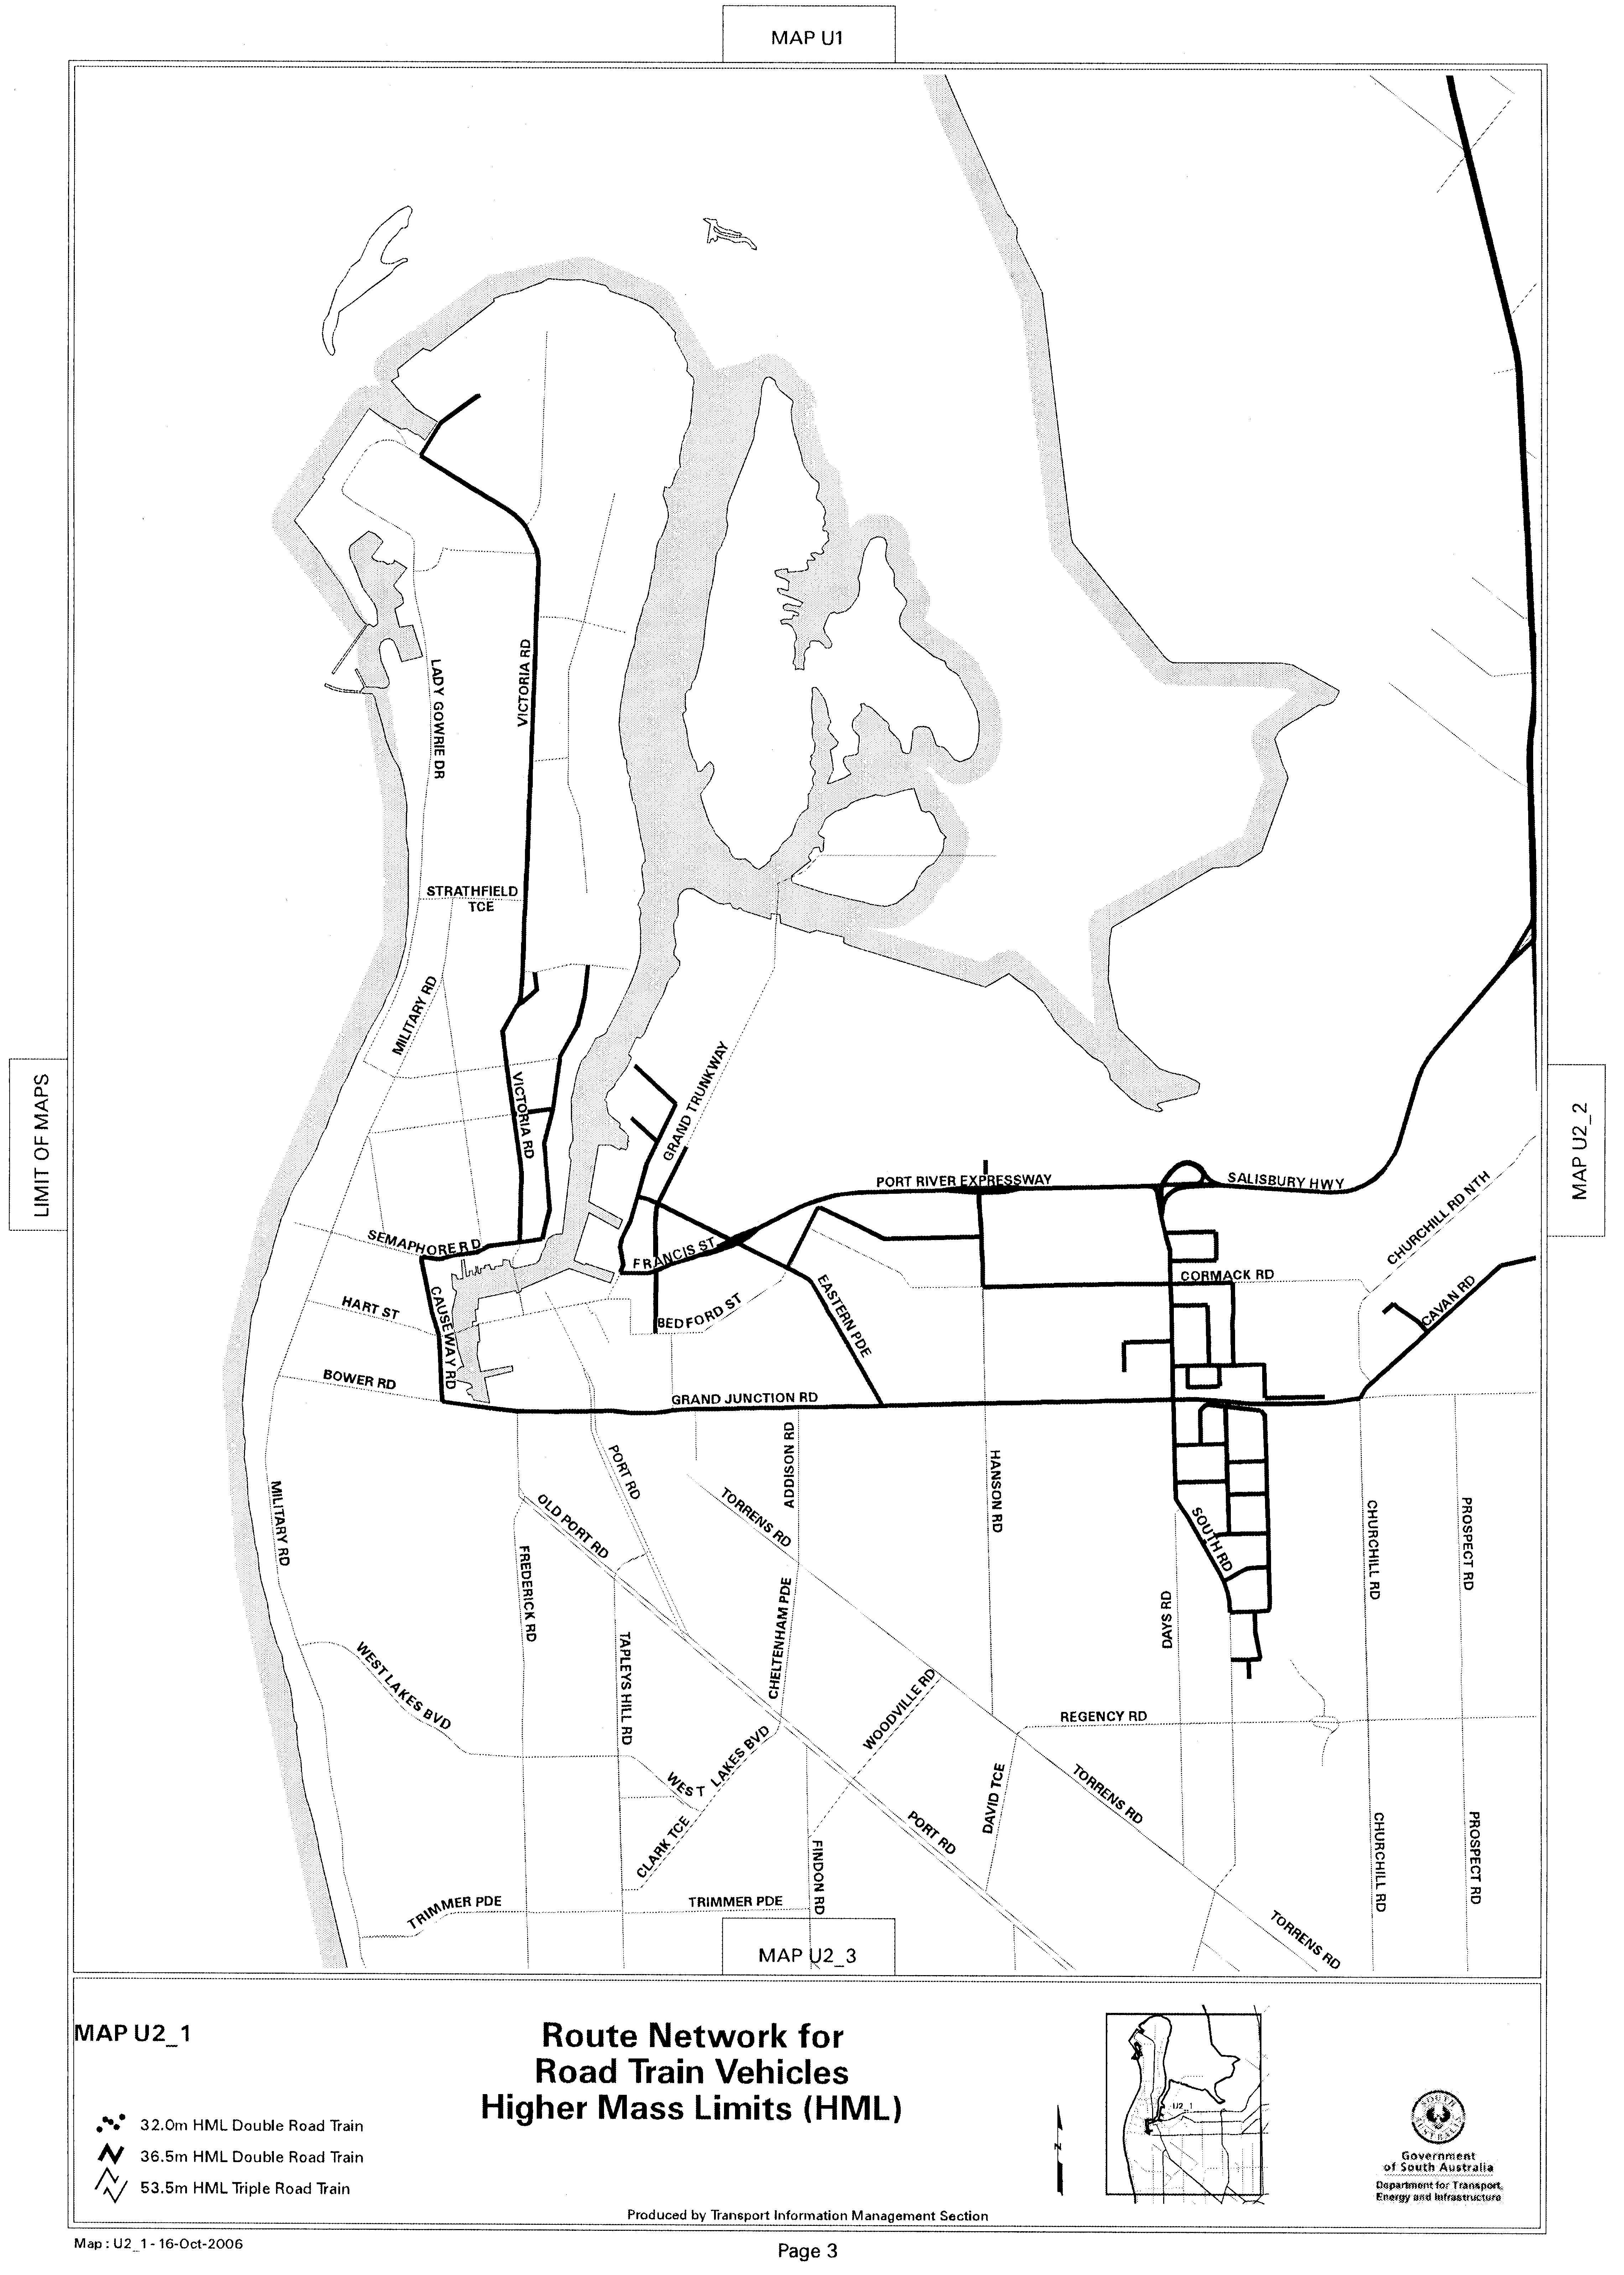 MAP U1
LIMIT OF MAPS
MAP U2_2
LADY GOWRIE DR
VICTORIA RD
STRATHFIELD
TCE
MILITARY RD
VICTORIA RD
GRAND TRUNKWAY
PORT RIVER EXPRESSWAY
SALISBURY HWY
CHURCHILL RD NTH
SEMAPHORE RD
FRANCIS ST
CORMACK RD
CAVAN RD
HART ST
CAUSEWAY RD
BEDFORD ST
EASTERN PDE
BOWER RD
GRAND JUNCTION RD
MILITARY RD
PORT RD
ADDISON RD
TORRENS RD
HANSON RD
OLD PORT RD
SOUTH RD
CHURCHILL RD
PROSPECT RD
FREDERICK RD
CHELTENHAM PDE
DAYS RD
WEST LAKES BVD
TAPLEYS HILL RD
WOODVILLE RD
REGENCY RD
WEST LAKES BVD
DAVID TCE
TORRENS RD
CLARK TCE
PORT RD
FINDON RD
CHURCHILL RD
PROSPECT RD
TRIMMER PDE
TRIMMER PDE
TORRENS RD
MAP U2_3
MAP U2_1
Route Network for
Road Train Vehicles
Higher Mass Limits (HML)
32.0m HML Double Road Train
36.5m HML Double Road Train
53.5m HML Triple Road Train
N
U2_1
SOUTH
AUSTRALIA
Government
of South Australia
Department for Transport,
Energy and Infrastructure
Produced by Transport Information Management Section
Map : U2_1 - 16-Oct-2006
Page 3